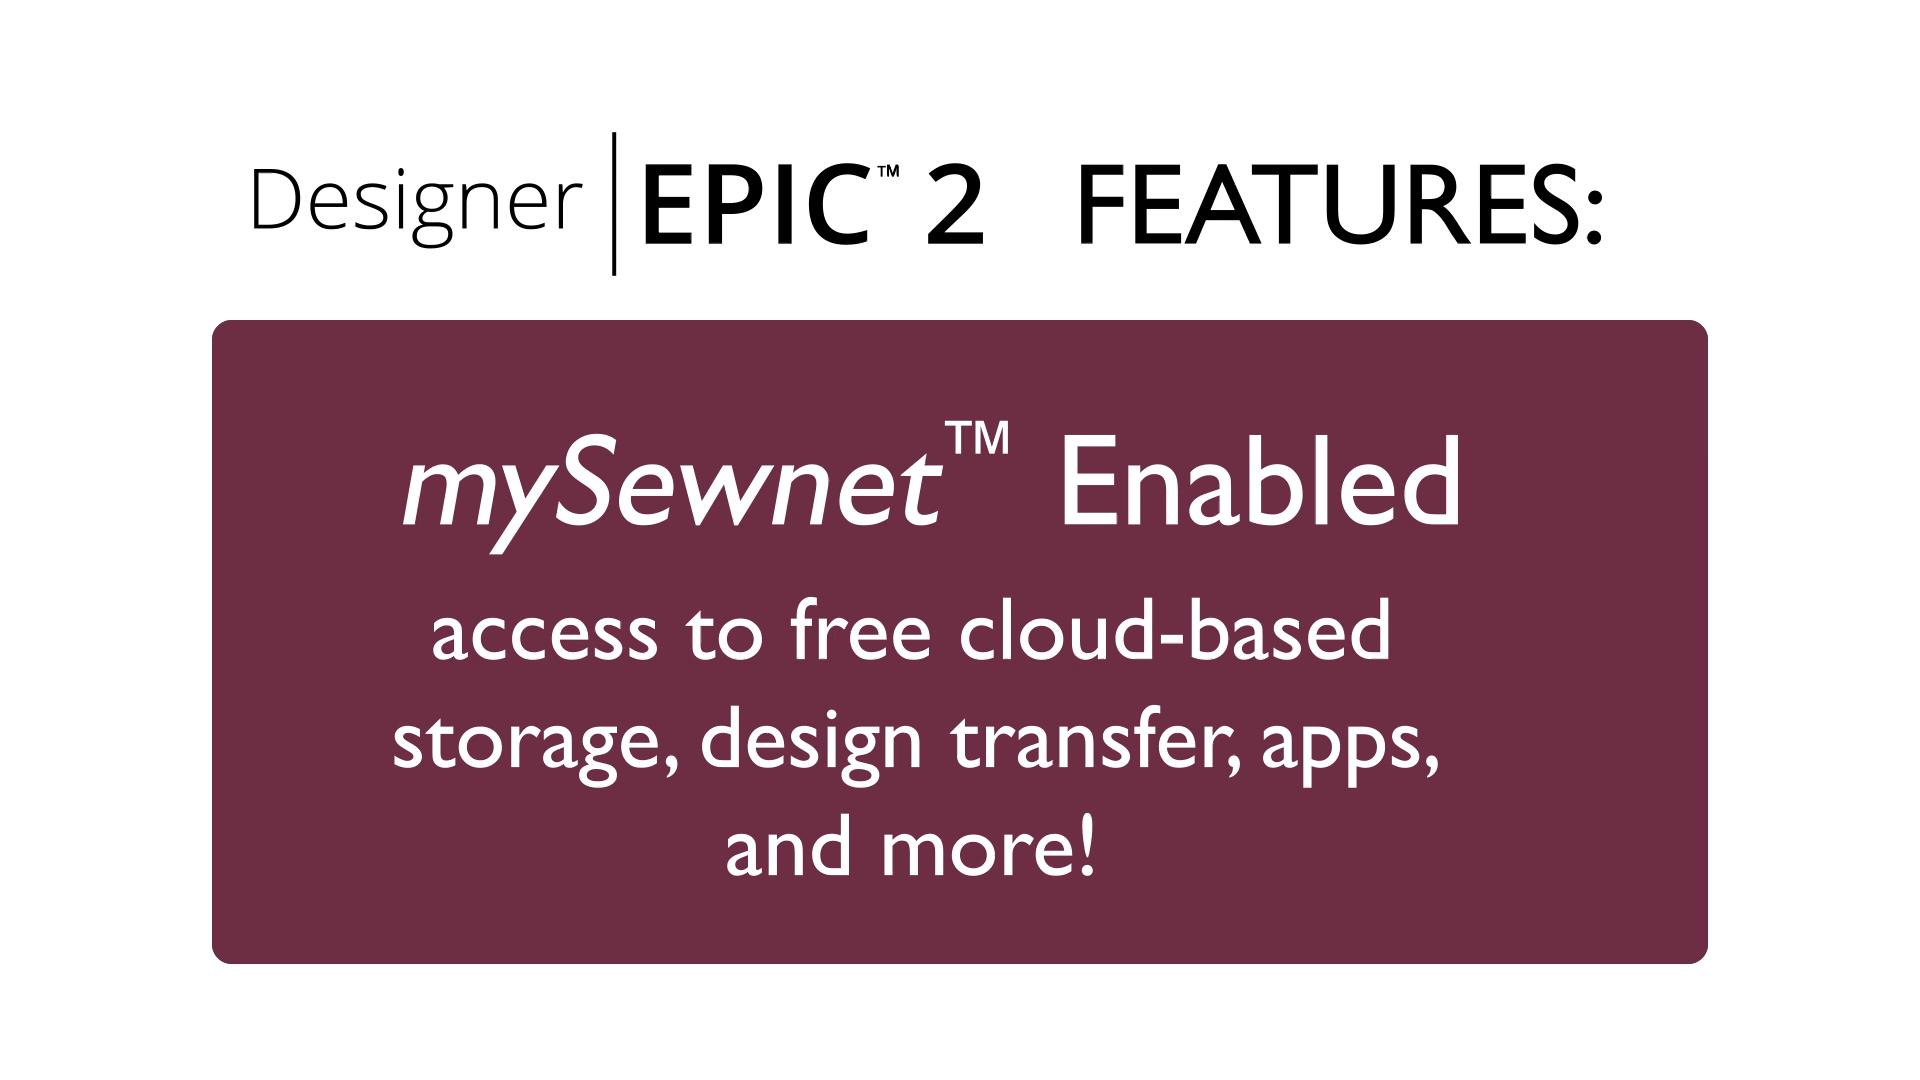 Designer | EPIC™ 2 FEATURES:
mySewnet™ Enabled
access to free cloud-based
storage, design transfer, apps,
and more!